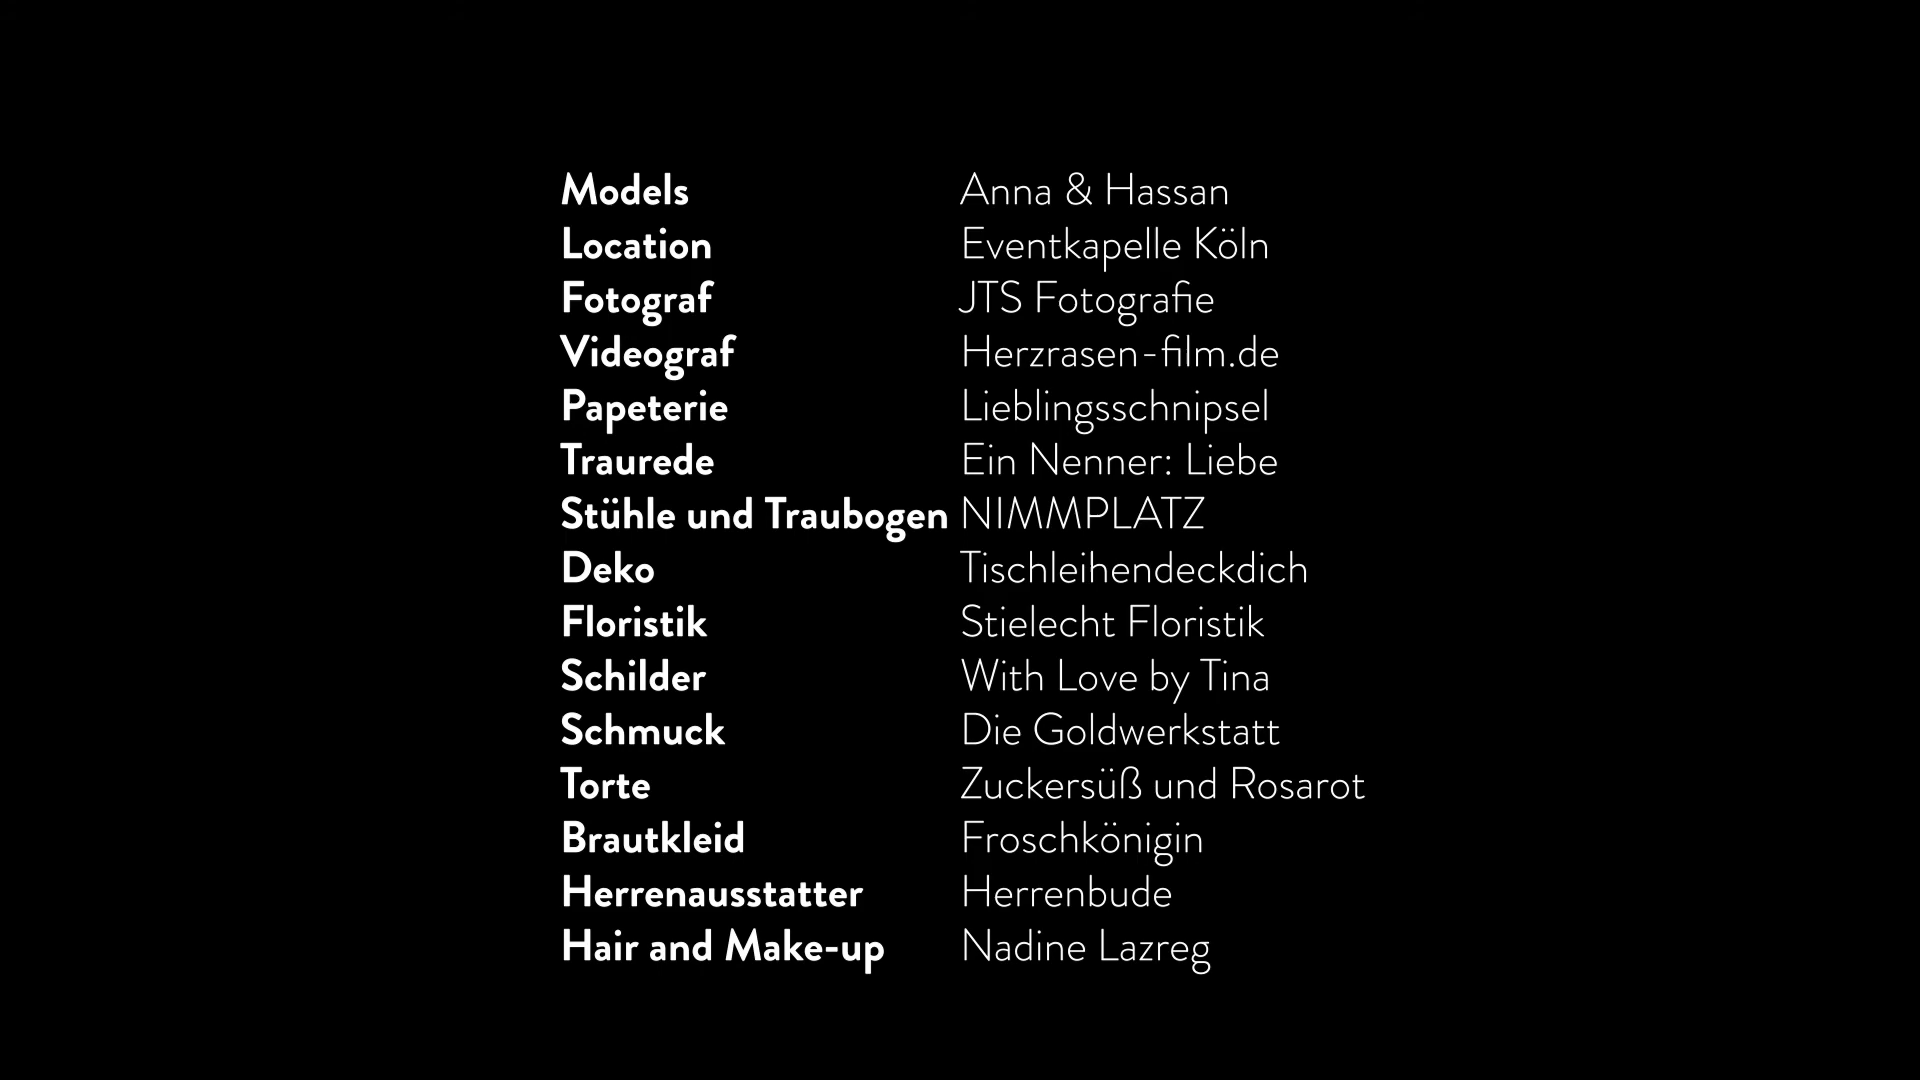 Models Anna & Hassan
Location Eventkapelle Köln
Fotograf JTS Fotografie
Videograf Herzrasen-film.de
Papeterie Lieblingsschnipsel
Traurede Ein Nenner: Liebe
Stühle und Traubogen NIMMPLATZ
Deko Tischleihendeckdich
Floristik Stielecht Floristik
Schilder With Love by Tina
Schmuck Die Goldwerkstatt
Torte Zuckersüß und Rosarot
Brautkleid Froschkönigin
Herrenausstatter Herrenbude
Hair and Make-up Nadine Lazreg